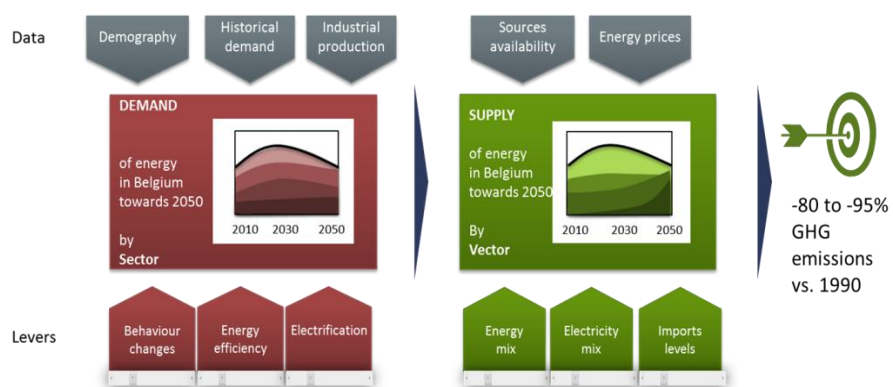 Data
Demography
Historical
demand
Industrial
production
Sources
availability
Energy prices
DEMAND
of energy
in Belgium
towards 2050
by
Sector
2010 2030 2050
SUPPLY
of energy
in Belgium
towards 2050
By
Vector
2010 2030 2050
-80 to -95%
GHG
emissions
vs. 1990
Levers
Behaviour
changes
Energy
efficiency
Electrification
Energy
mix
Electricity
mix
Imports
levels